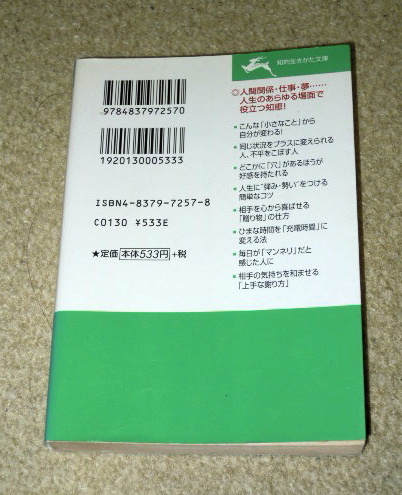 知的生きかた文庫
◎人間関係・仕事・夢……
人生のあらゆる場面で
役立つ知恵!
こんな「小さなこと」から
自分が変わる!
同じ状況をプラスに変えられる
人、不平をこぼす人
どこかに「穴」があるほうが
好感を持たれる
人生に“弾み・勢い”をつける
簡単なコツ
相手を心から喜ばせる
「贈り物」の仕方
ひまな時間を「充電時間」に
変える法
毎日が「マンネリ」だと
感じた人に
相手の気持ちを和ませる
「上手な謝り方」
9784837972570
1920130005333
ISBN4-8379-7257-8
C0130 ¥533E
★定価 本体533円 +税